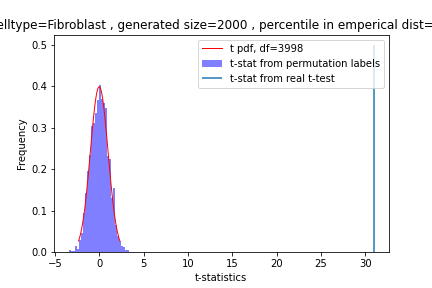 elltype=Fibroblast , generated size=2000 , percentile in emperical dist=
t pdf, df=3998
t-stat from permutation labels
t-stat from real t-test
Frequency
0.5
0.4
0.3
0.2
0.1
0.0
-5
0
5
10
15
20
25
30
t-statistics